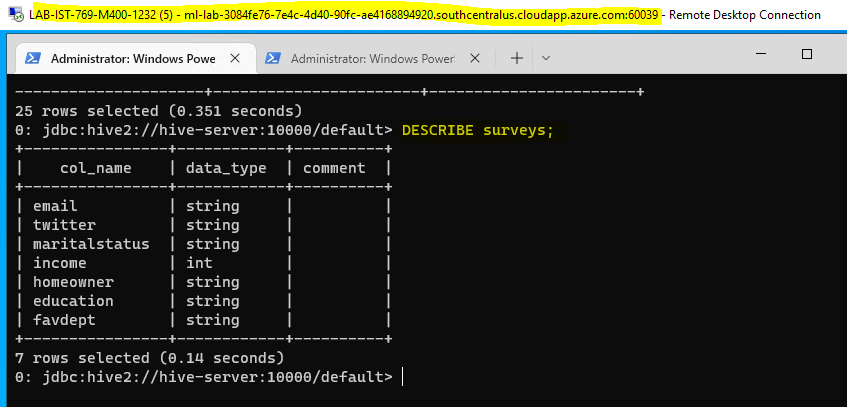 LAB-IST-769-M400-1232 (5) - ml-lab-3084fe76-7e4c-4d40-90fc-ae4168894920.southcentralus.cloudapp.azure.com:60039 - Remote Desktop Connection
Administrator: Windows Powe Administrator: Windows Power
---------------------+-----------------------+-----------------------+
25 rows selected (0.351 seconds)
0: jdbc:hive2://hive-server:10000/default> DESCRIBE surveys;
+----------------+------------+----------+
| col_name | data_type | comment |
+----------------+------------+----------+
| email | string | |
| twitter | string | |
| maritalstatus | string | |
| income | int | |
| homeowner | string | |
| education | string | |
| favdept | string | |
+----------------+------------+----------+
7 rows selected (0.14 seconds)
0: jdbc:hive2://hive-server:10000/default>